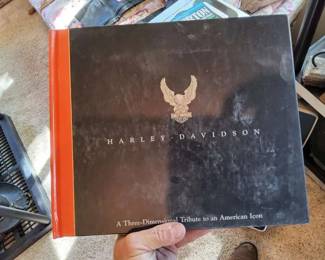 HARLEY-DAVIDSON
A Three-Dimensional Tribute to an American Icon